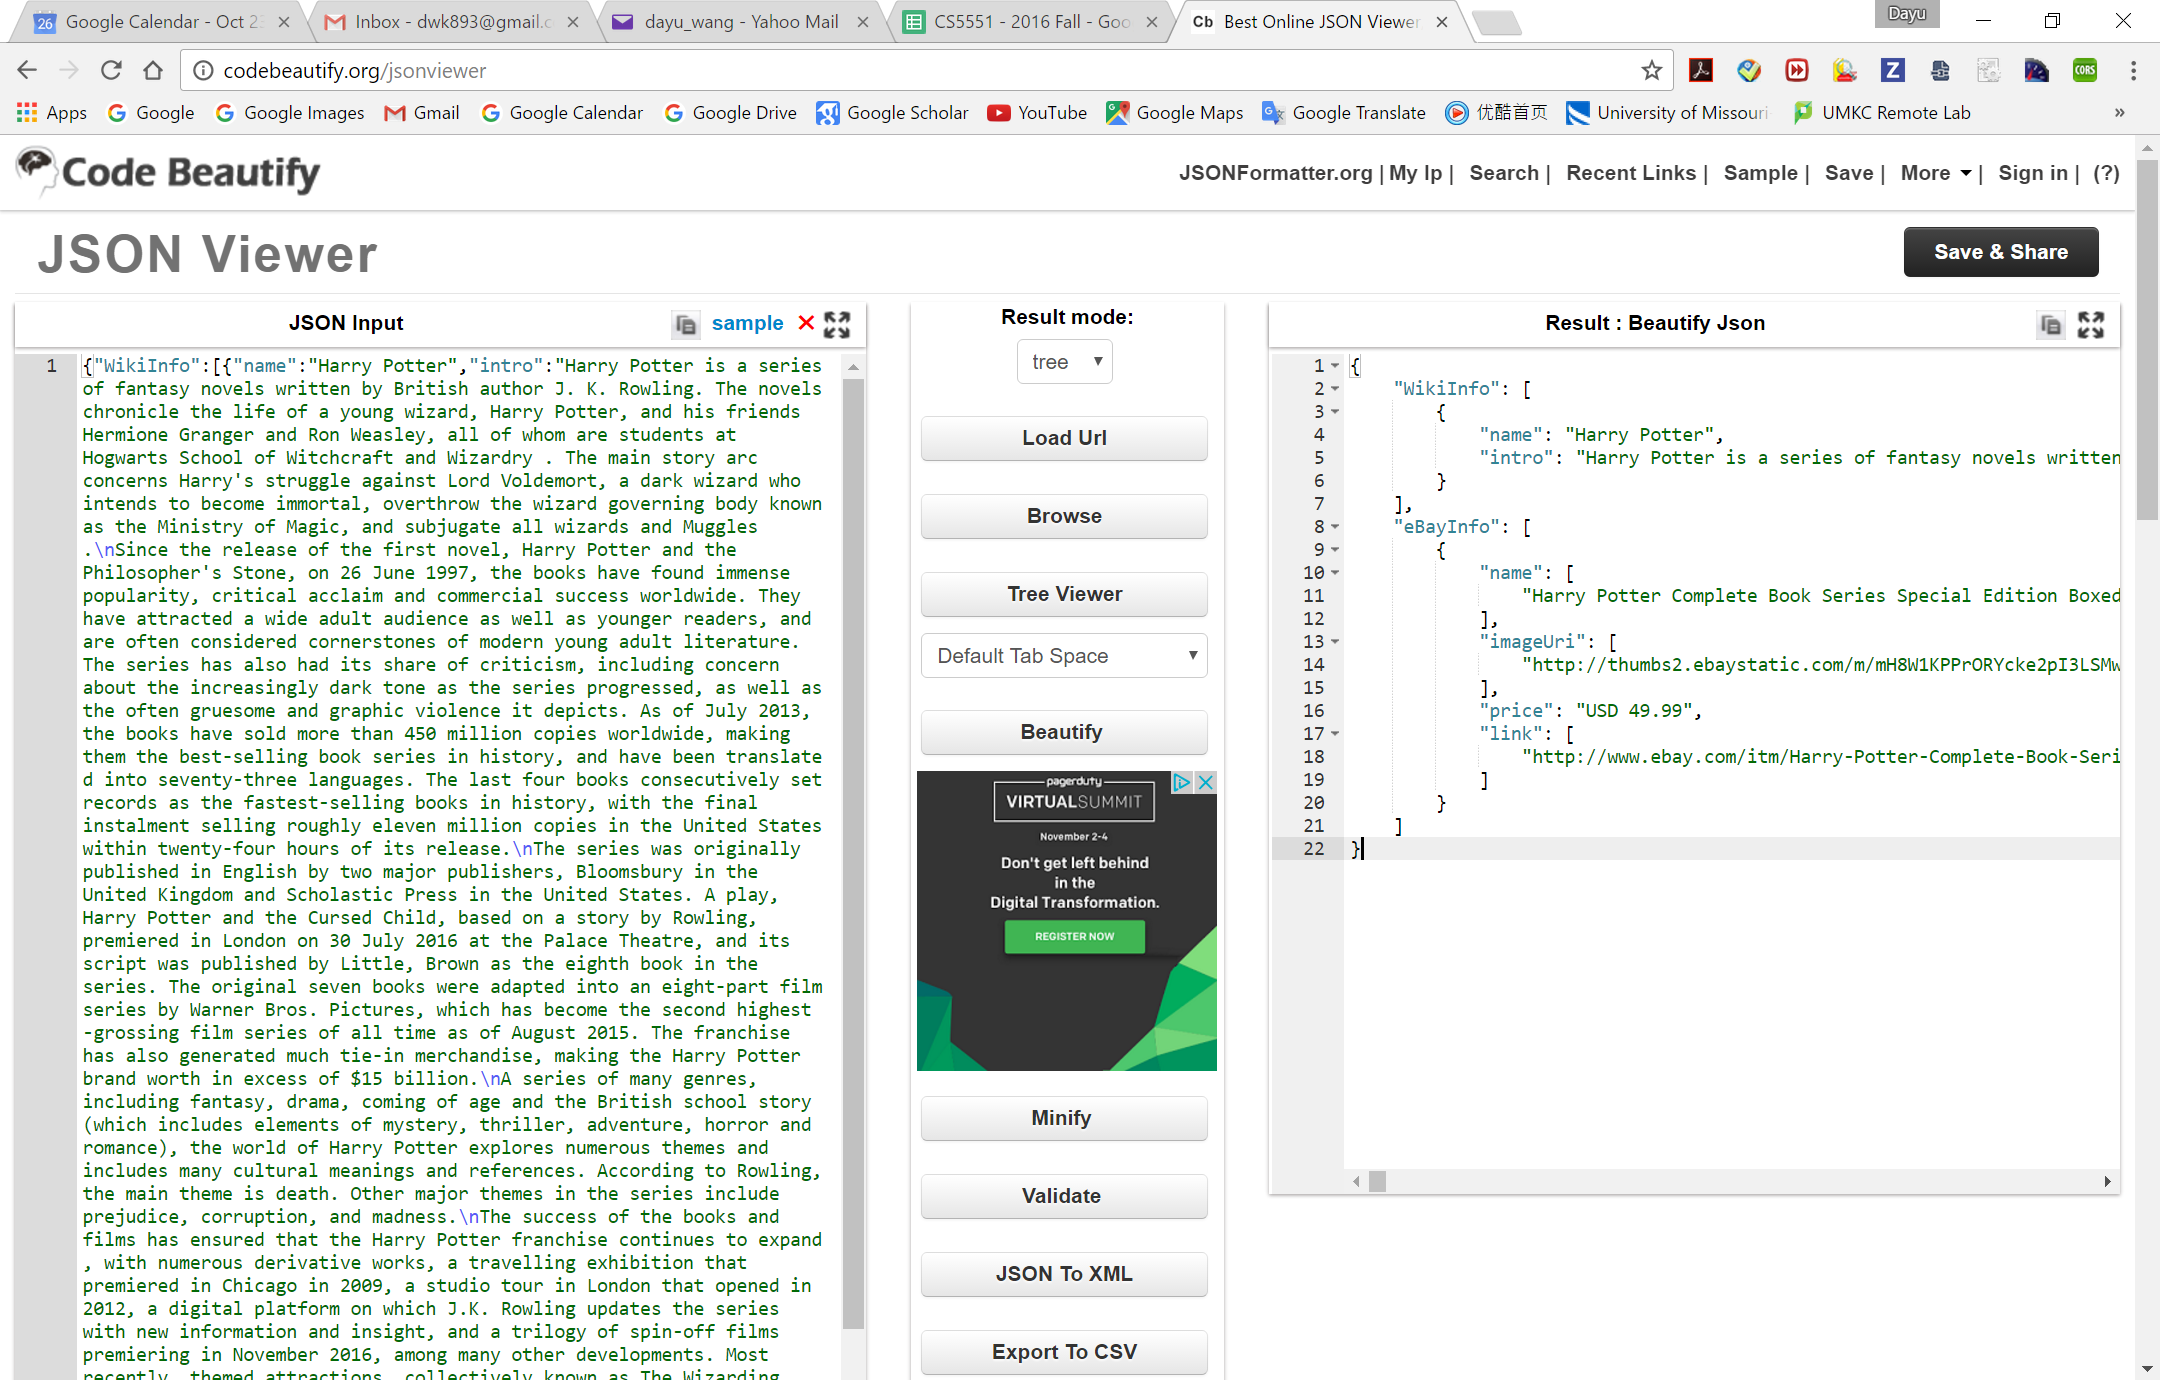 Google Calendar - Oct 2
Inbox - dwk893@gmail.c
dayu_wang - Yahoo Mail
CS5551 - 2016 Fall - Goo
Best Online JSON Viewer
Dayu
codebeautify.org/jsonviewer
Apps
Google
Google Images
Gmail
Google Calendar
Google Drive
Google Scholar
YouTube
Google Maps
Google Translate
优酷首页
University of Missouri
UMKC Remote Lab
»
Code Beautify
JSONFormatter.org | My Ip | Search | Recent Links | Sample | Save | More | Sign in | (?)
JSON Viewer
Save & Share
JSON Input
sample
1 {"WikiInfo":[{"name":"Harry Potter","intro":"Harry Potter is a series
of fantasy novels written by British author J. K. Rowling. The novels
chronicle the life of a young wizard, Harry Potter, and his friends
Hermione Granger and Ron Weasley, all of whom are students at
Hogwarts School of Witchcraft and Wizardry . The main story arc
concerns Harry's struggle against Lord Voldemort, a dark wizard who
intends to become immortal, overthrow the wizard governing body known
as the Ministry of Magic, and subjugate all wizards and Muggles
.\nSince the release of the first novel, Harry Potter and the
Philosopher's Stone, on 26 June 1997, the books have found immense
popularity, critical acclaim and commercial success worldwide. They
have attracted a wide adult audience as well as younger readers, and
are often considered cornerstones of modern young adult literature.
The series has also had its share of criticism, including concern
about the increasingly dark tone as the series progressed, as well as
the often gruesome and graphic violence it depicts. As of July 2013,
the books have sold more than 450 million copies worldwide, making
them the best-selling book series in history, and have been translate
d into seventy-three languages. The last four books consecutively set
records as the fastest-selling books in history, with the final
instalment selling roughly eleven million copies in the United States
within twenty-four hours of its release.\nThe series was originally
published in English by two major publishers, Bloomsbury in the
United Kingdom and Scholastic Press in the United States. A play,
Harry Potter and the Cursed Child, based on a story by Rowling,
premiered in London on 30 July 2016 at the Palace Theatre, and its
script was published by Little, Brown as the eighth book in the
series. The original seven books were adapted into an eight-part film
series by Warner Bros. Pictures, which has become the second highest
-grossing film series of all time as of August 2015. The franchise
has also generated much tie-in merchandise, making the Harry Potter
brand worth in excess of $15 billion.\nA series of many genres,
including fantasy, drama, coming of age and the British school story
(which includes elements of mystery, thriller, adventure, horror and
romance), the world of Harry Potter explores numerous themes and
includes many cultural meanings and references. According to Rowling,
the main theme is death. Other major themes in the series include
prejudice, corruption, and madness.\nThe success of the books and
films has ensured that the Harry Potter franchise continues to expand
, with numerous derivative works, a travelling exhibition that
premiered in Chicago in 2009, a studio tour in London that opened in
2012, a digital platform on which J.K. Rowling updates the series
with new information and insight, and a trilogy of spin-off films
premiering in November 2016, among many other developments. Most
recently, themed attractions, collectively known as The Wizarding
Result mode:
tree
Load Url
Browse
Tree Viewer
Default Tab Space
Beautify
pagerduty
VIRTUALSUMMIT
November 2-4
Don't get left behind
in the
Digital Transformation.
REGISTER NOW
Minify
Validate
JSON To XML
Export To CSV
Result : Beautify Json
1 {
2 "WikiInfo": [
3 {
4 "name": "Harry Potter",
5 "intro": "Harry Potter is a series of fantasy novels written
6 }
7 ],
8 "eBayInfo": [
9 {
10 "name": [
11 "Harry Potter Complete Book Series Special Edition Boxed
12 ],
13 "imageUri": [
14 "http://thumbs2.ebaystatic.com/m/mH8W1KPPrORYcke2pI3LSMw
15 ],
16 "price": "USD 49.99",
17 "link": [
18 "http://www.ebay.com/itm/Harry-Potter-Complete-Book-Seri
19 ]
20 }
21 ]
22 }